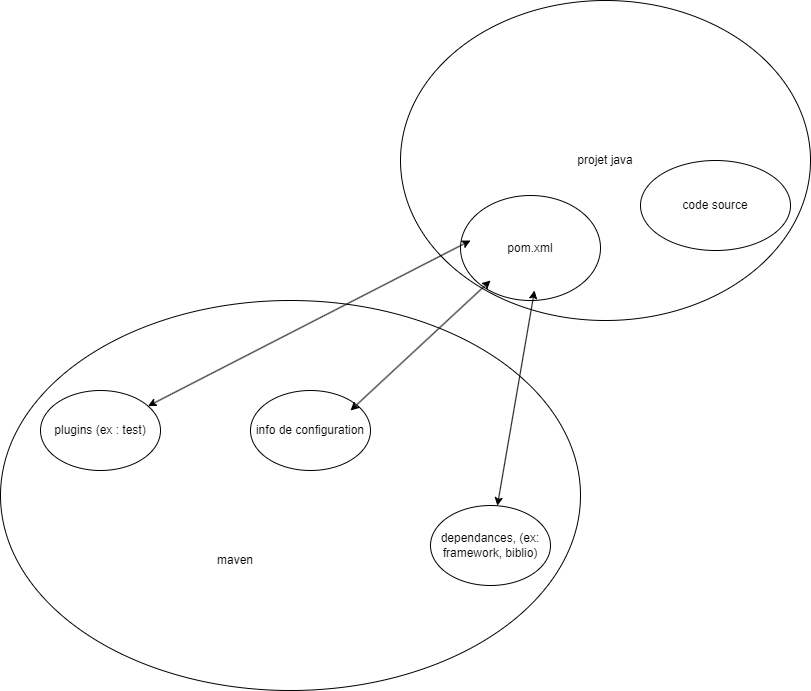 projet java
code source
pom.xml
plugins (ex : test)
info de configuration
dependances, (ex:
framework, biblio)
maven